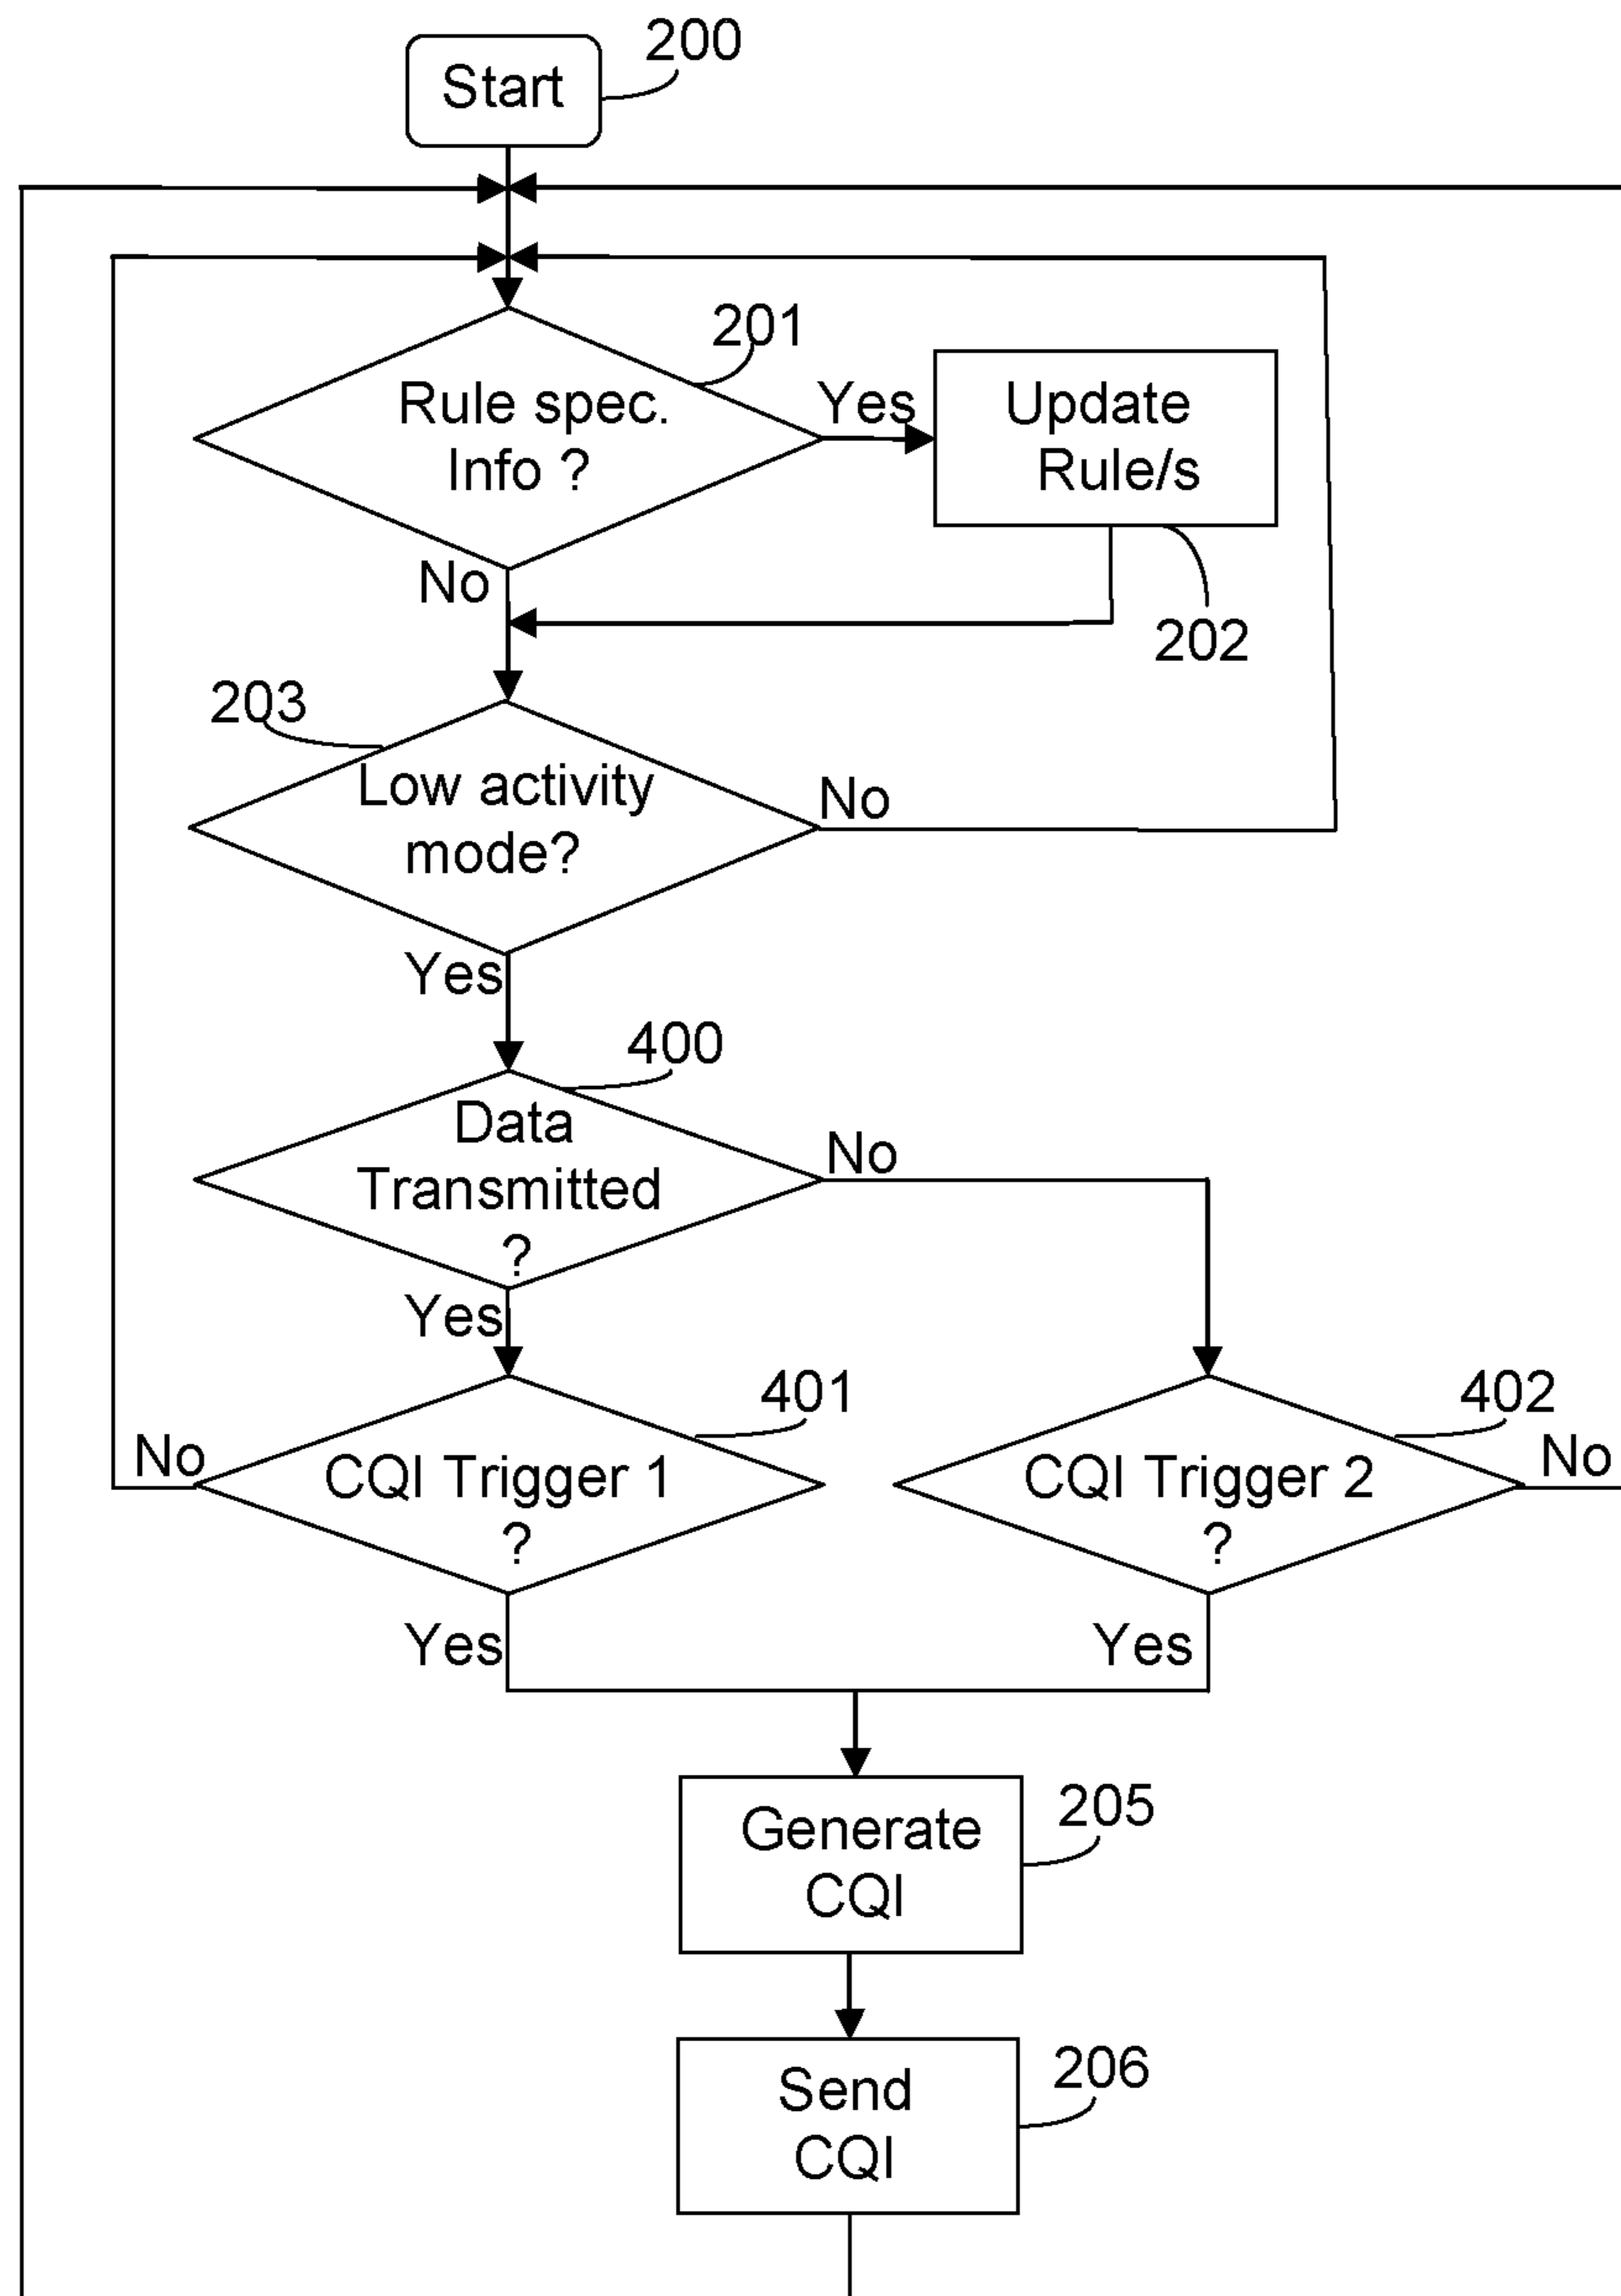 200
Start
201
Rule spec.
Info ?
Yes
Update
Rule/s
No
202
203
Low activity
mode?
No
Yes
400
Data
Transmitted
?
No
Yes
401
402
No
CQI Trigger 1
?
CQI Trigger 2
?
No
Yes
Yes
205
Generate
CQI
206
Send
CQI